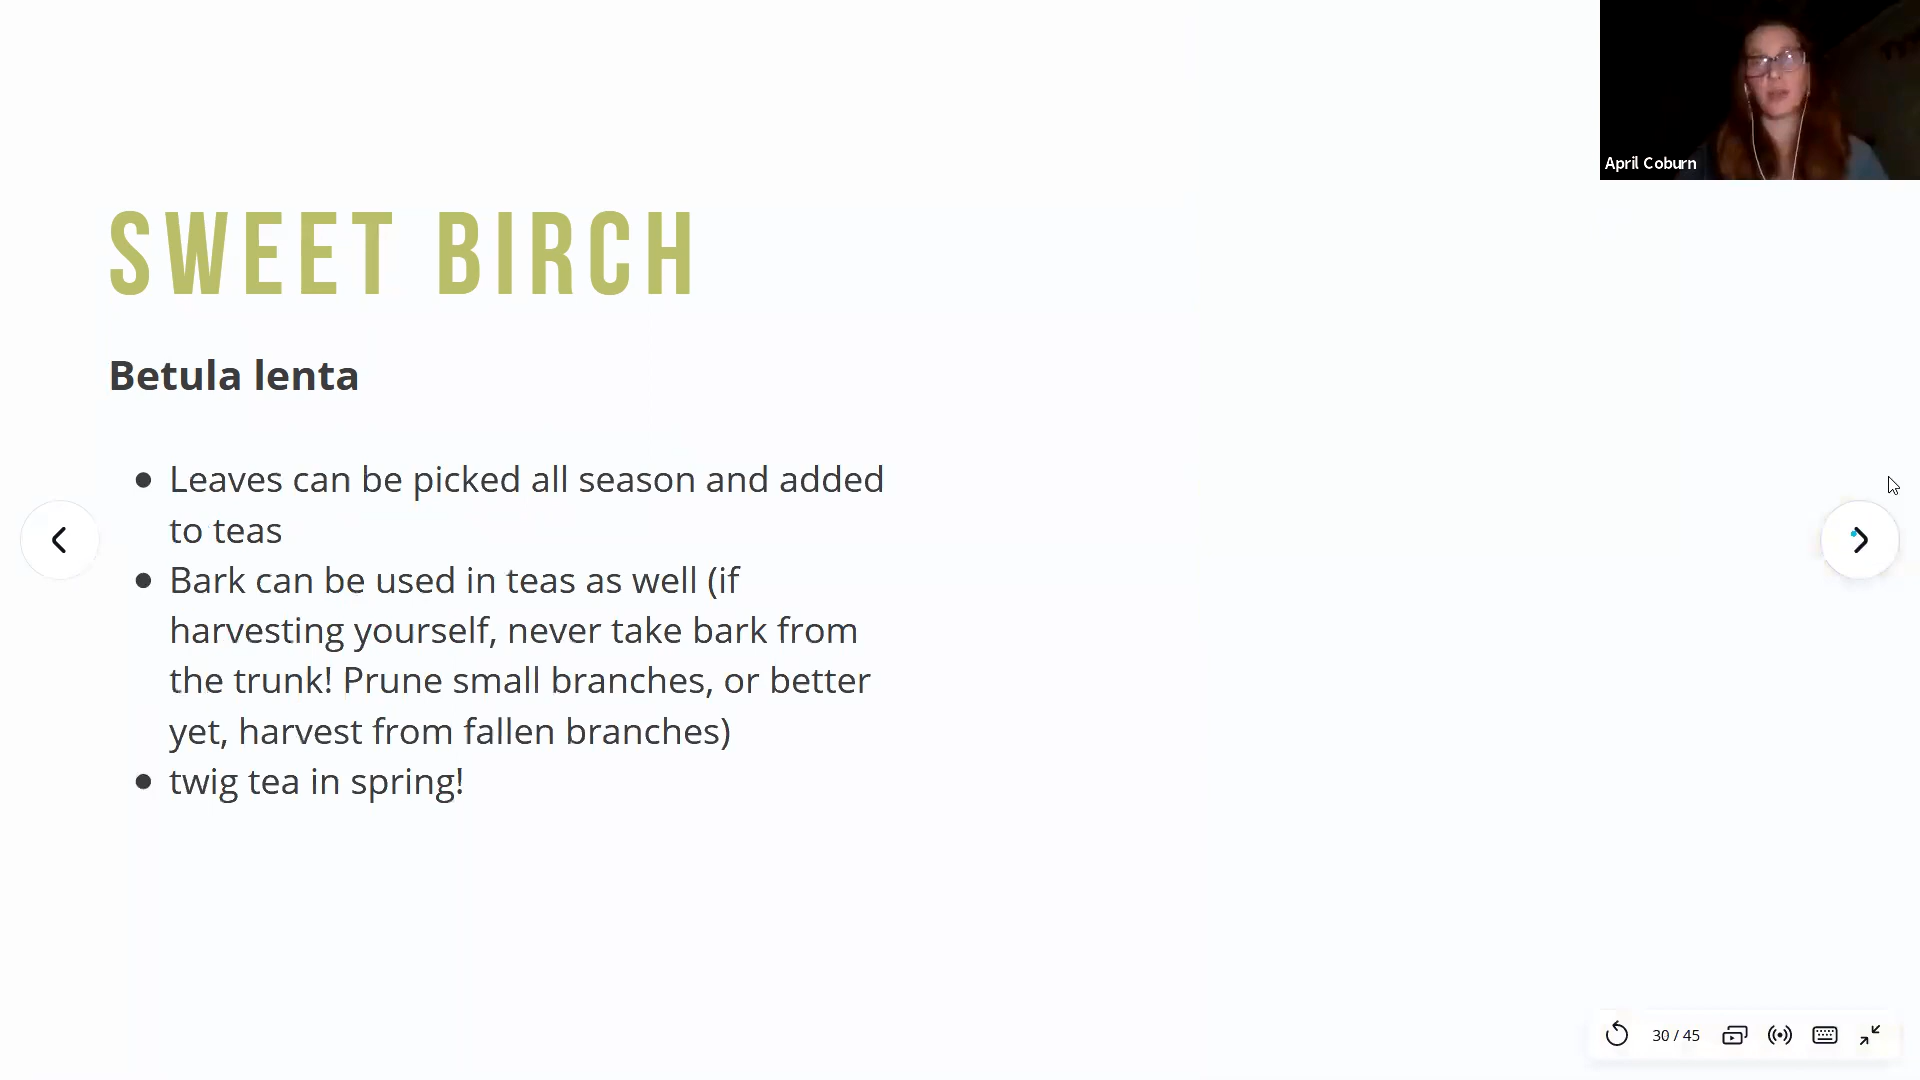 April Coburn
SWEET BIRCH
Betula lenta
● Leaves can be picked all season and added
to teas
● Bark can be used in teas as well (if
harvesting yourself, never take bark from
the trunk! Prune small branches, or better
yet, harvest from fallen branches)
● twig tea in spring!
30 / 45